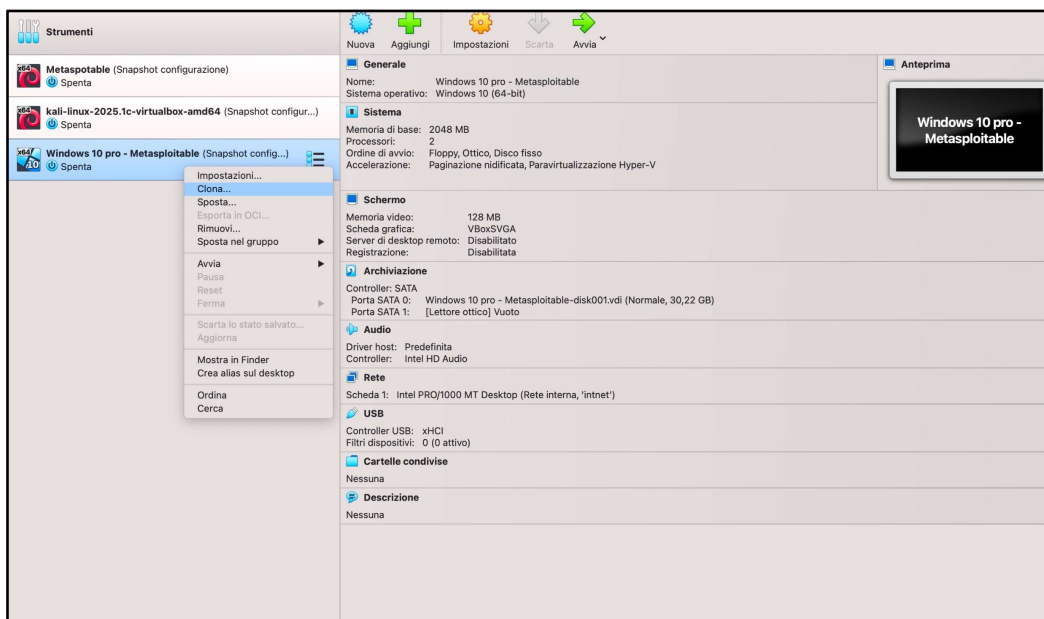 Strumenti
Metaspotable (Snapshot configurazione)
Spenta
kali-linux-2025.1c-virtualbox-amd64 (Snapshot configur...)
Spenta
Windows 10 pro - Metasploitable (Snapshot config...)
Spenta
Impostazioni...
Clona...
Sposta...
Esporta in OCI...
Rimuovi...
Sposta nel gruppo
Avvia
Pausa
Reset
Ferma
Scarta lo stato salvato...
Aggiorna
Mostra in Finder
Crea alias sul desktop
Ordina
Cerca
Nuova Aggiungi Impostazioni Scarta Avvia
Generale
Nome: Windows 10 pro - Metasploitable
Sistema operativo: Windows 10 (64-bit)
Sistema
Memoria di base: 2048 MB
Processori: 2
Ordine di avvio: Floppy, Ottico, Disco fisso
Accelerazione: Paginazione nidificata, Paravirtualizzazione Hyper-V
Schermo
Memoria video: 128 MB
Scheda grafica: VBoxSVGA
Server di desktop remoto: Disabilitato
Registrazione: Disabilitata
Archiviazione
Controller: SATA
Porta SATA 0: Windows 10 pro - Metasploitable-disk001.vdi (Normale, 30,22 GB)
Porta SATA 1: [Lettore ottico] Vuoto
Audio
Driver host: Predefinita
Controller: Intel HD Audio
Rete
Scheda 1: Intel PRO/1000 MT Desktop (Rete interna, 'intnet')
USB
Controller USB: xHCI
Filtri dispositivi: 0 (0 attivo)
Cartelle condivise
Nessuna
Descrizione
Nessuna
Anteprima
Windows 10 pro -
Metasploitable